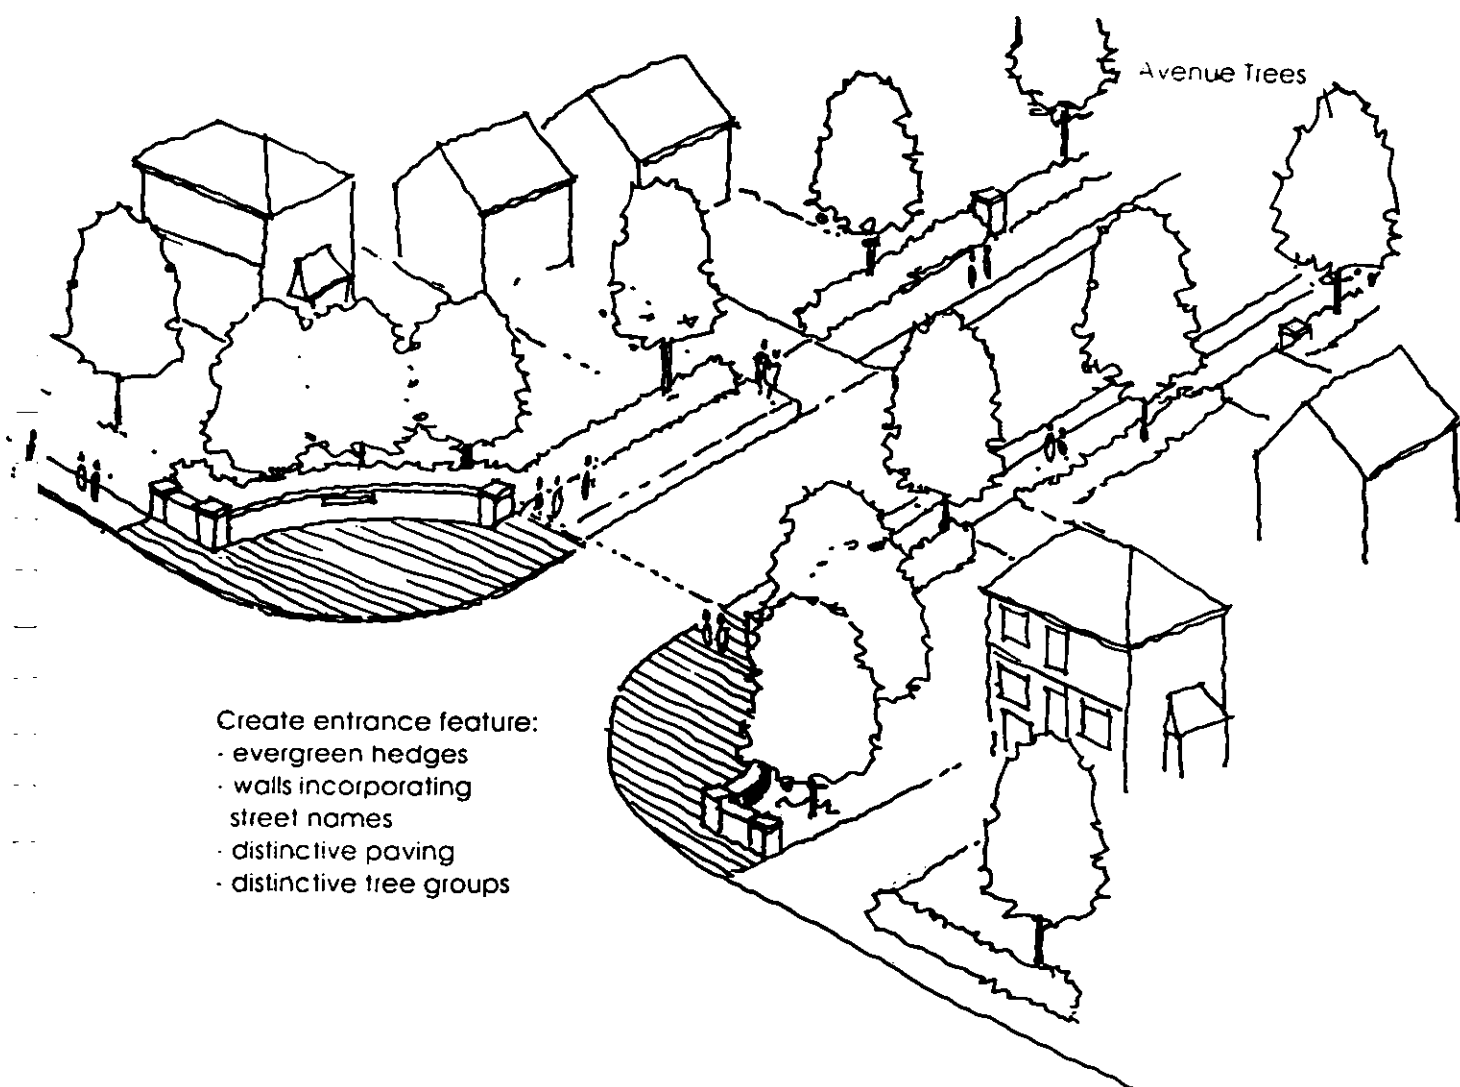 Avenue Trees
Create entrance feature:
· evergreen hedges
· walls incorporating
street names
· distinctive paving
· distinctive tree groups